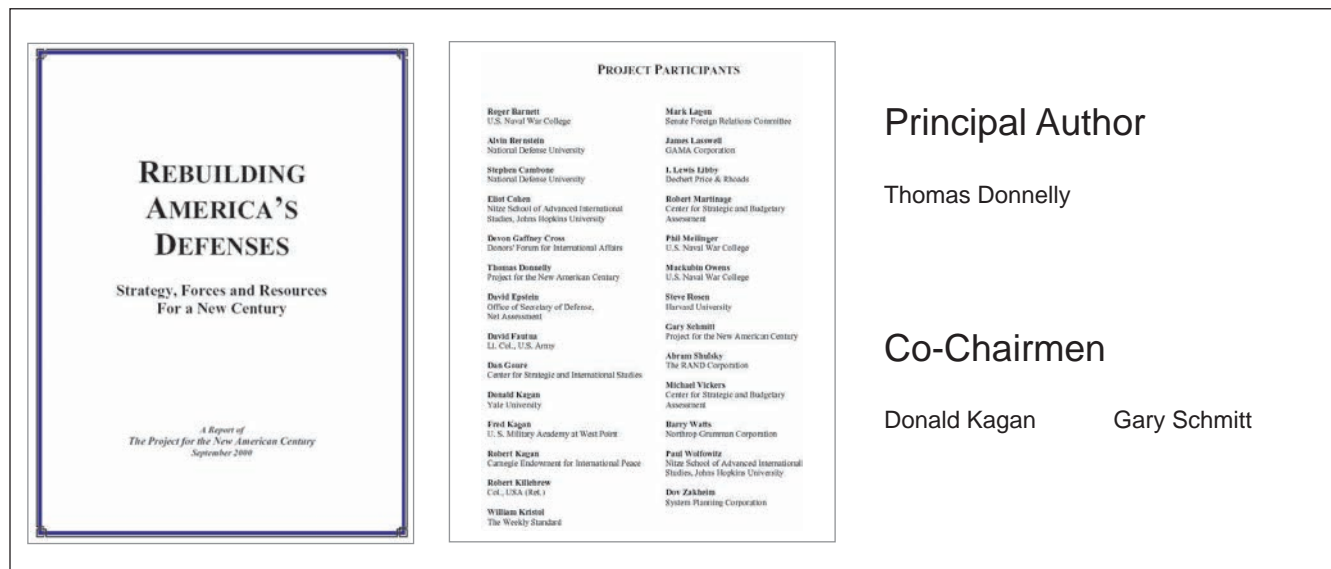 REBUILDING
AMERICA'S
DEFENSES
Strategy, Forces and Resources
For a New Century
A Report of
The Project for the New American Century
September 2000
PROJECT PARTICIPANTS
Roger Barnett
U.S. Naval War College
Alvin Bernstein
National Defense University
Stephen Cambone
National Defense University
Eliot Cohen
Nitze School of Advanced International
Studies, Johns Hopkins University
Devon Gaffney Cross
Donors' Forum for International Affairs
Thomas Donnelly
Project for the New American Century
David Epstein
Office of Secretary of Defense,
Net Assessment
David Fautua
Lt. Col., U.S. Army
Dan Goure
Center for Strategic and International Studies
Donald Kagan
Yale University
Fred Kagan
U. S. Military Academy at West Point
Robert Kagan
Carnegie Endowment for International Peace
Robert Killebrew
Col., USA (Ret.)
William Kristol
The Weekly Standard
Mark Lagon
Senate Foreign Relations Committee
James Lasswell
GAMA Corporation
I. Lewis Libby
Dechert Price & Rhoads
Robert Martinage
Center for Strategic and Budgetary
Assessment
Phil Meilinger
U.S. Naval War College
Mackubin Owens
U.S. Naval War College
Steve Rosen
Harvard University
Gary Schmitt
Project for the New American Century
Abram Shulsky
The RAND Corporation
Michael Vickers
Center for Strategic and Budgetary
Assessment
Barry Watts
Northrop Grumman Corporation
Paul Wolfowitz
Nitze School of Advanced International
Studies, Johns Hopkins University
Dov Zakheim
System Planning Corporation
Principal Author
Thomas Donnelly
Co-Chairmen
Donald Kagan Gary Schmitt